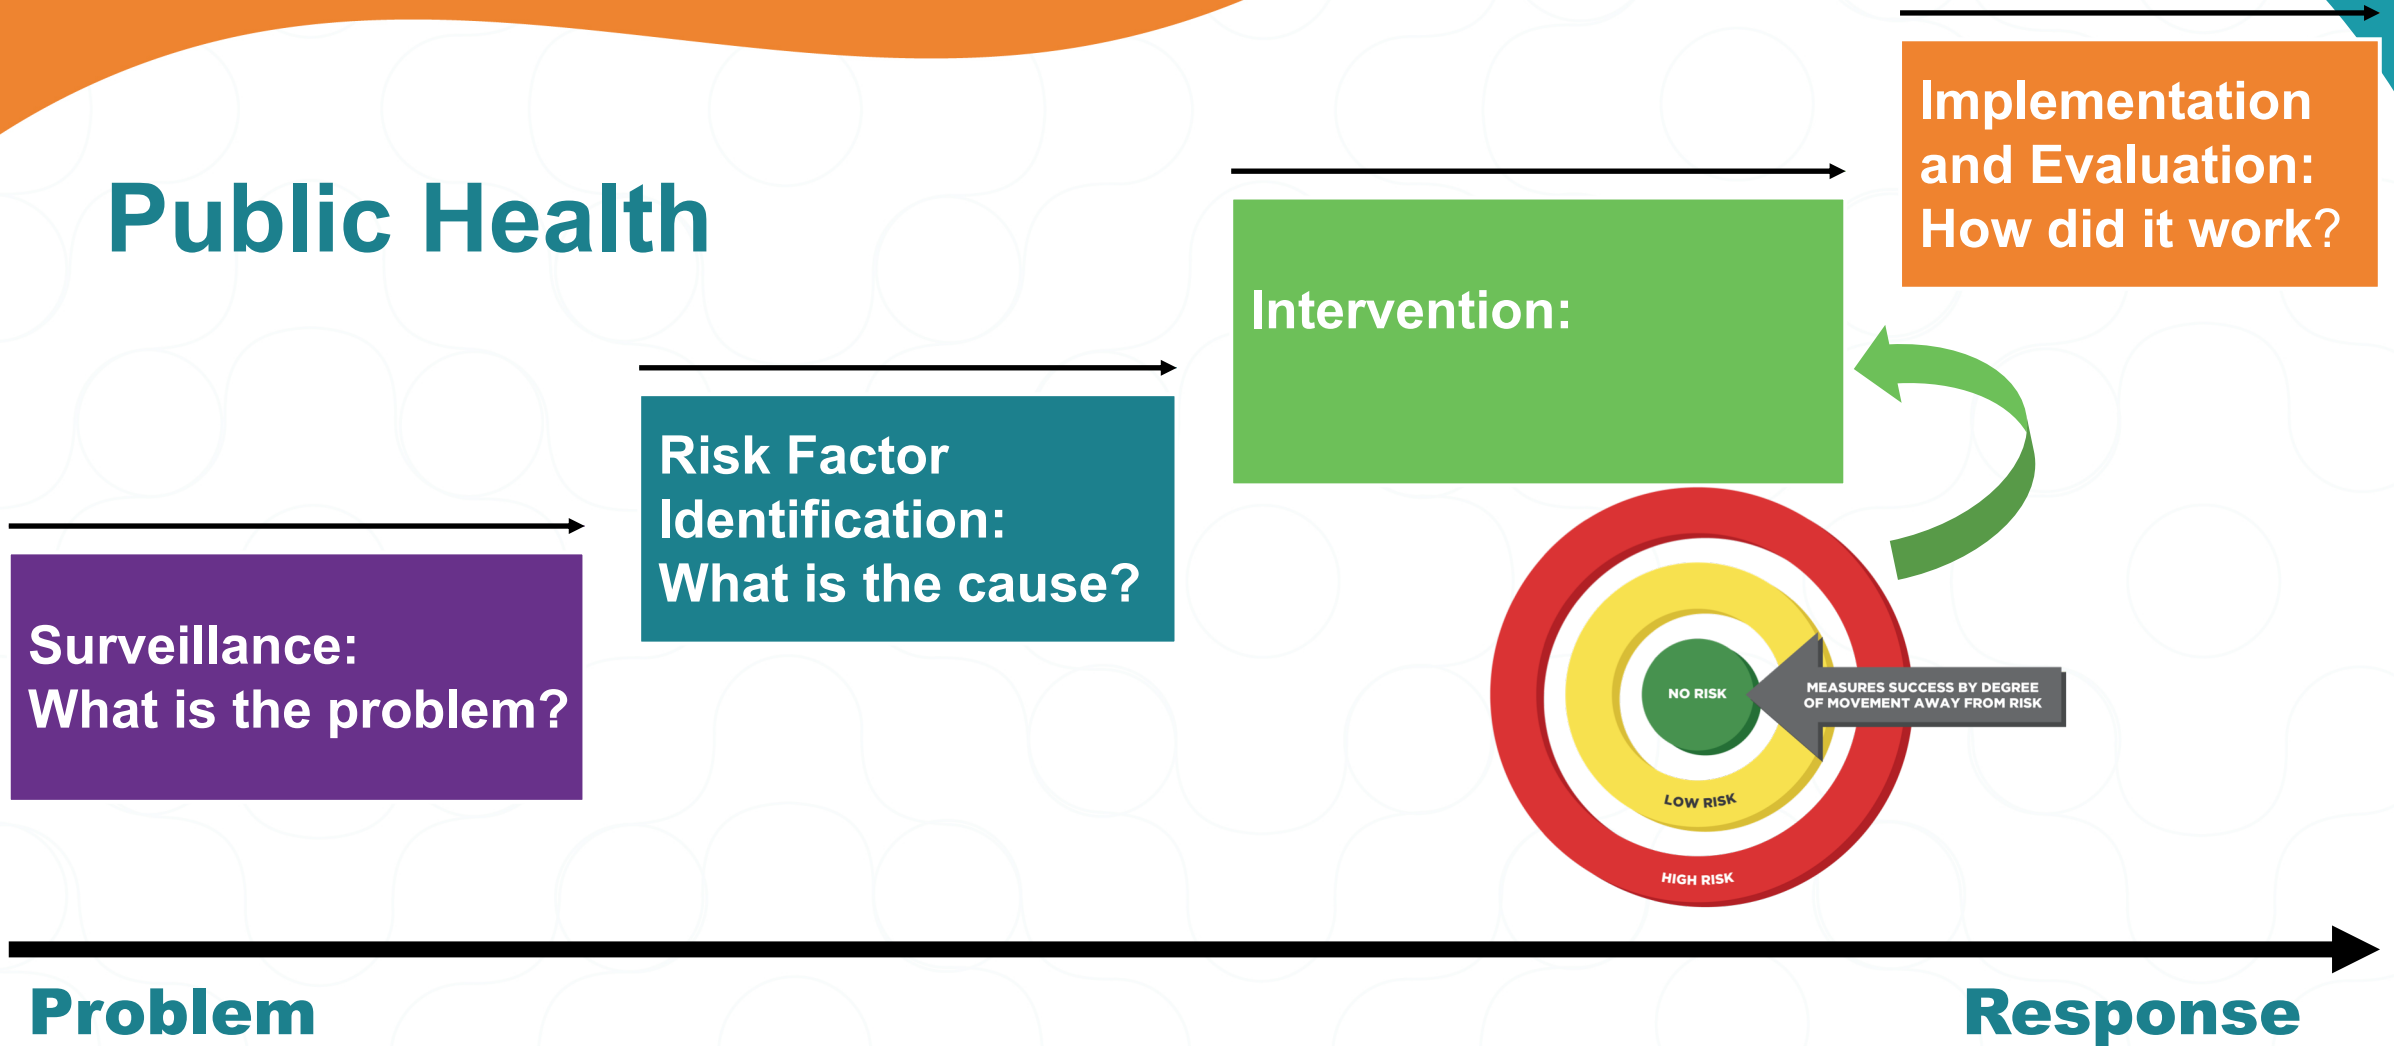 Public Health
Surveillance:
What is the problem?
Risk Factor
Identification:
What is the cause?
Intervention:
Implementation
and Evaluation:
How did it work?
NO RISK
MEASURES SUCCESS BY DEGREE
OF MOVEMENT AWAY FROM RISK
LOW RISK
HIGH RISK
Problem
Response